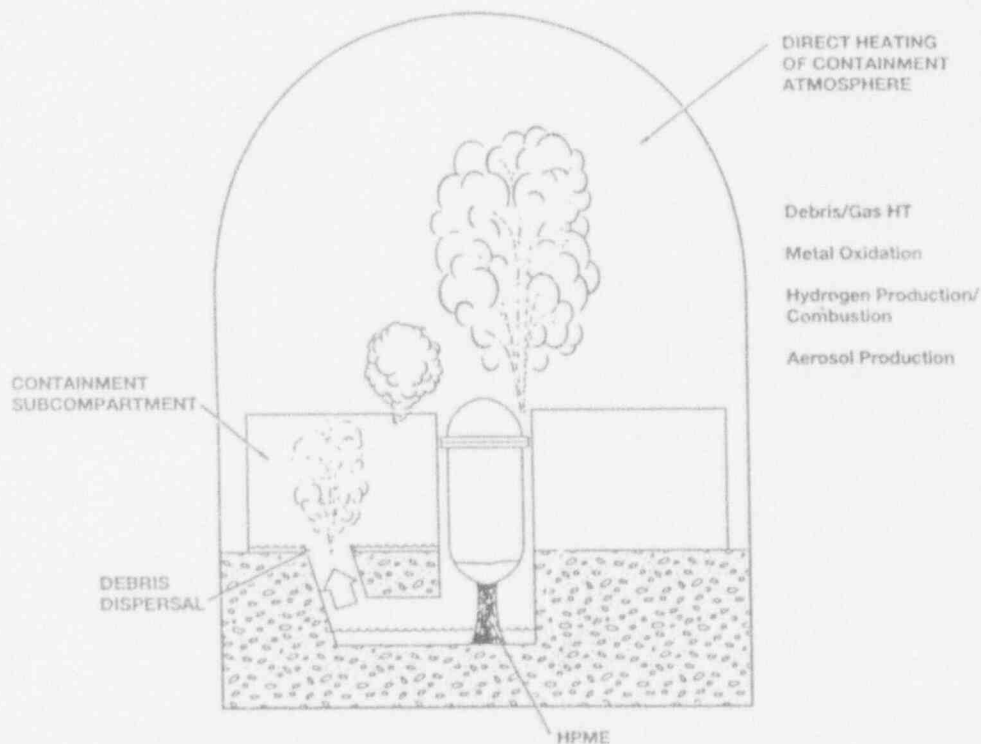 DIRECT HEATING
OF CONTAINMENT
ATMOSPHERE
Debris/Gas HT
Metal Oxidation
Hydrogen Production/
Combustion
Aerosol Production
CONTAINMENT
SUBCOMPARTMENT
DEBRIS
DISPERSAL
HPME